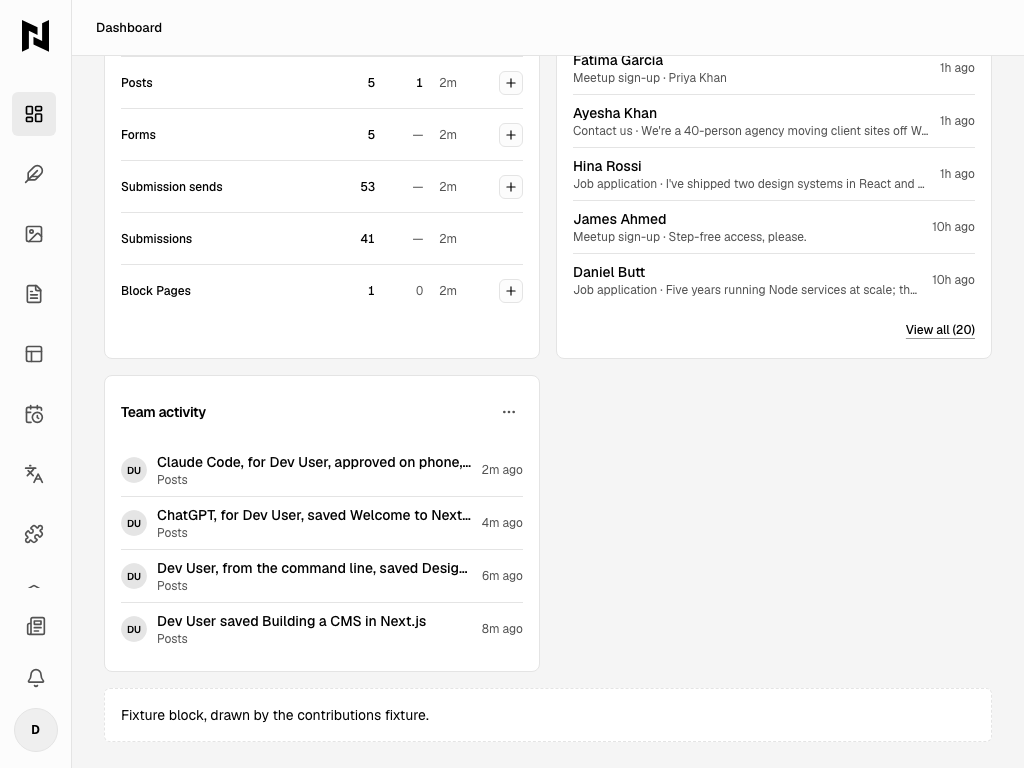 Dashboard
Posts 5 1 2m
Forms 5 — 2m
Submission sends 53 — 2m
Submissions 41 — 2m
Block Pages 1 0 2m
Fatima Garcia
Meetup sign-up · Priya Khan
1h ago
Ayesha Khan
Contact us · We're a 40-person agency moving client sites off W…
1h ago
Hina Rossi
Job application · I've shipped two design systems in React and …
1h ago
James Ahmed
Meetup sign-up · Step-free access, please.
10h ago
Daniel Butt
Job application · Five years running Node services at scale; th…
10h ago
View all (20)
Team activity
DU
Claude Code, for Dev User, approved on phone,…
Posts
2m ago
DU
ChatGPT, for Dev User, saved Welcome to Next…
Posts
4m ago
DU
Dev User, from the command line, saved Desig…
Posts
6m ago
DU
Dev User saved Building a CMS in Next.js
Posts
8m ago
Fixture block, drawn by the contributions fixture.
D